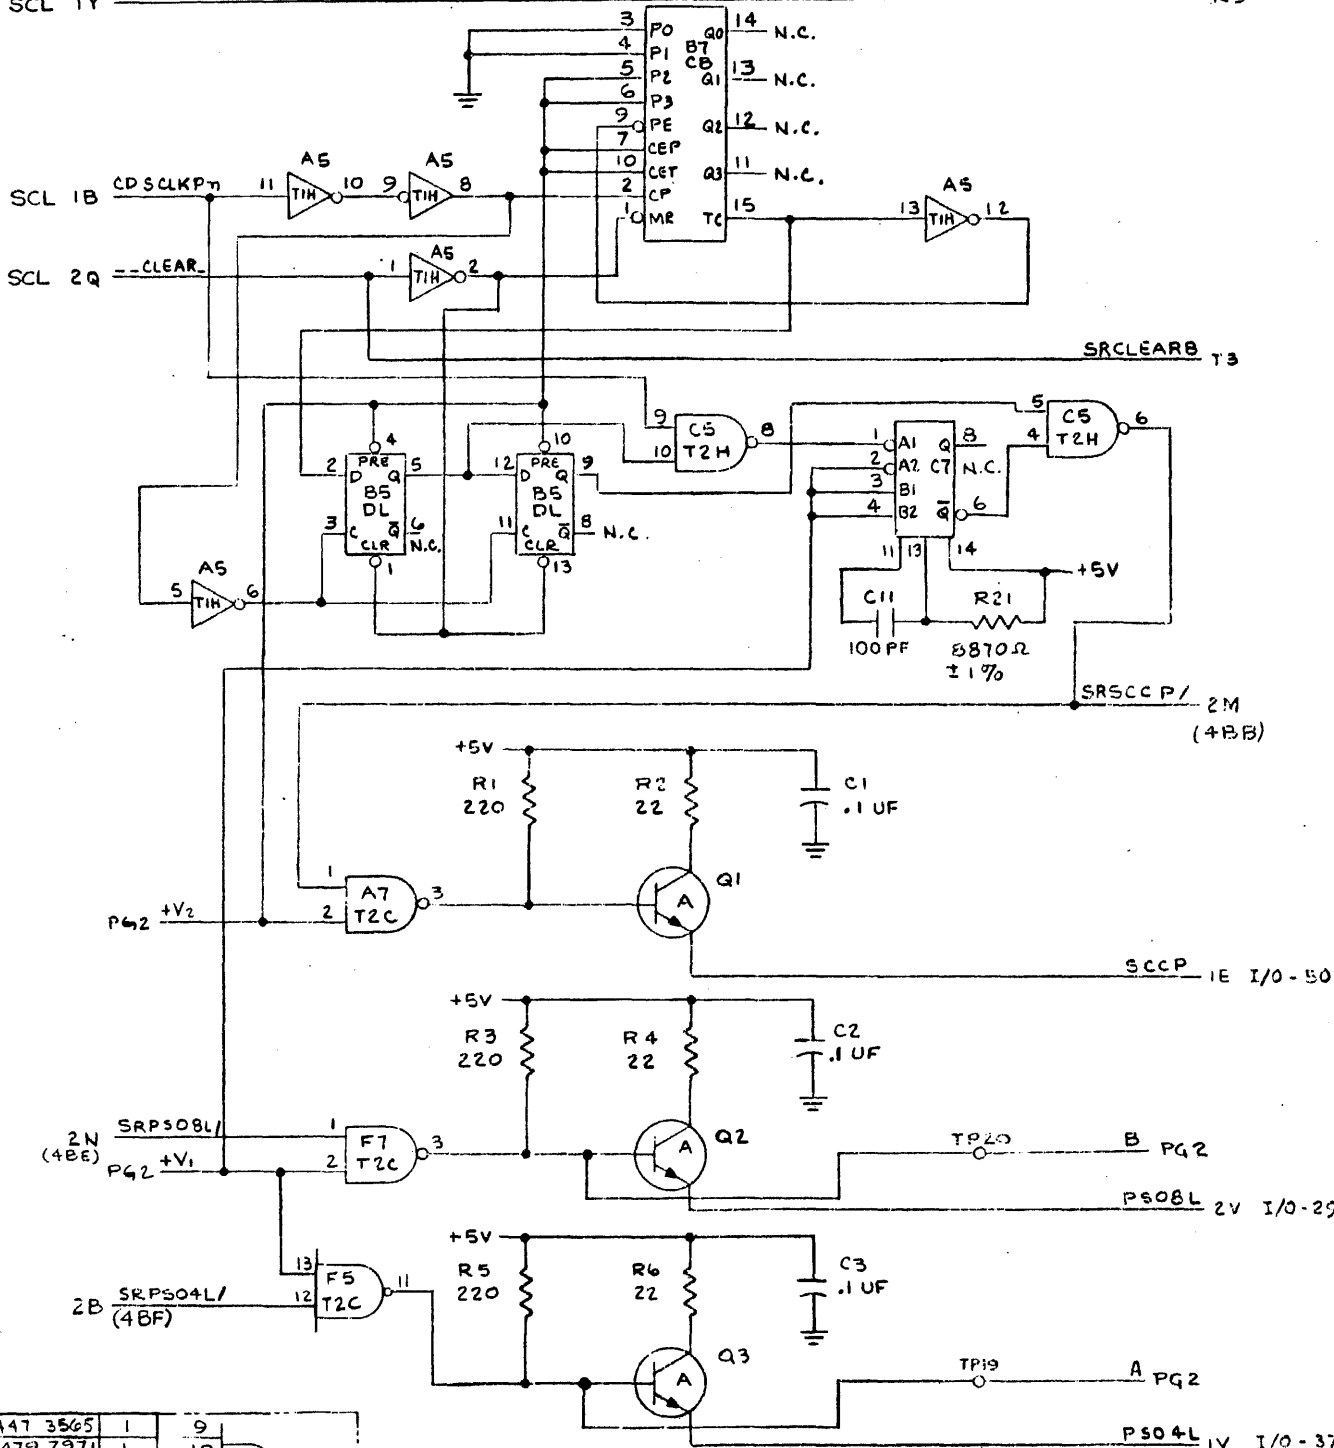 SCL 1Y
3 P0 Q0 14 N.C.
4 P1 B7
CB
5 P2 Q1 13 N.C.
6 P3
9 PE Q2 12 N.C.
7 CEP
10 CET Q3 11 N.C.
2 CP
1 MR TC 15
SCL 1B CDSCLKPn 11 A5 T1H 10 9 A5 T1H 8
13 A5 T1H 12
SCL 2Q CLEAR 1 A5 T1H 2
SRCLEARB T3
2 D PRE 4 Q 5
B5
DL
3 C Q̅ 6 N.C.
CLR 1
12 D PRE 10 Q 9
B5
DL
11 C Q̅ 8 N.C.
CLR 13
9 C5 8
10 T2H
1 A1 Q 8
2 A2 C7 N.C.
3 B1
4 B2 Q̅ 6
11 13 14
+5V
5 C5 6
4 T2H
A5
5 T1H 6
C11
100PF
R21
8870Ω
±1%
SRSCCP/ 2M
(4BB)
+5V
R1
220
R2
22
C1
.1 UF
1 A7 3
PG2 +V2 2 T2C
Q1
A
SCCP 1E I/O-50
+5V
R3
220
R4
22
C2
.1 UF
2N SRPS08L/ 1 F7 3
(4BE)
PG2 +V1 2 T2C
Q2
A
TP20 B PG2
PS08L 2V I/O-29
+5V
R5
220
R6
22
C3
.1 UF
13 F5 11
2B SRPS04L/ 12 T2C
(4BF)
Q3
A
TP19 A PG2
PS04L 1V I/O-37
A47 3565 1 9